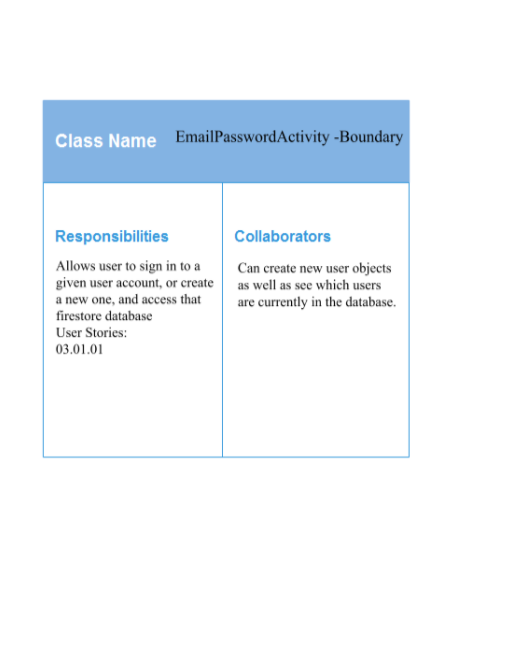 Class Name EmailPasswordActivity -Boundary
Responsibilities
Allows user to sign in to a
given user account, or create
a new one, and access that
firestore database
User Stories:
03.01.01
Collaborators
Can create new user objects
as well as see which users
are currently in the database.